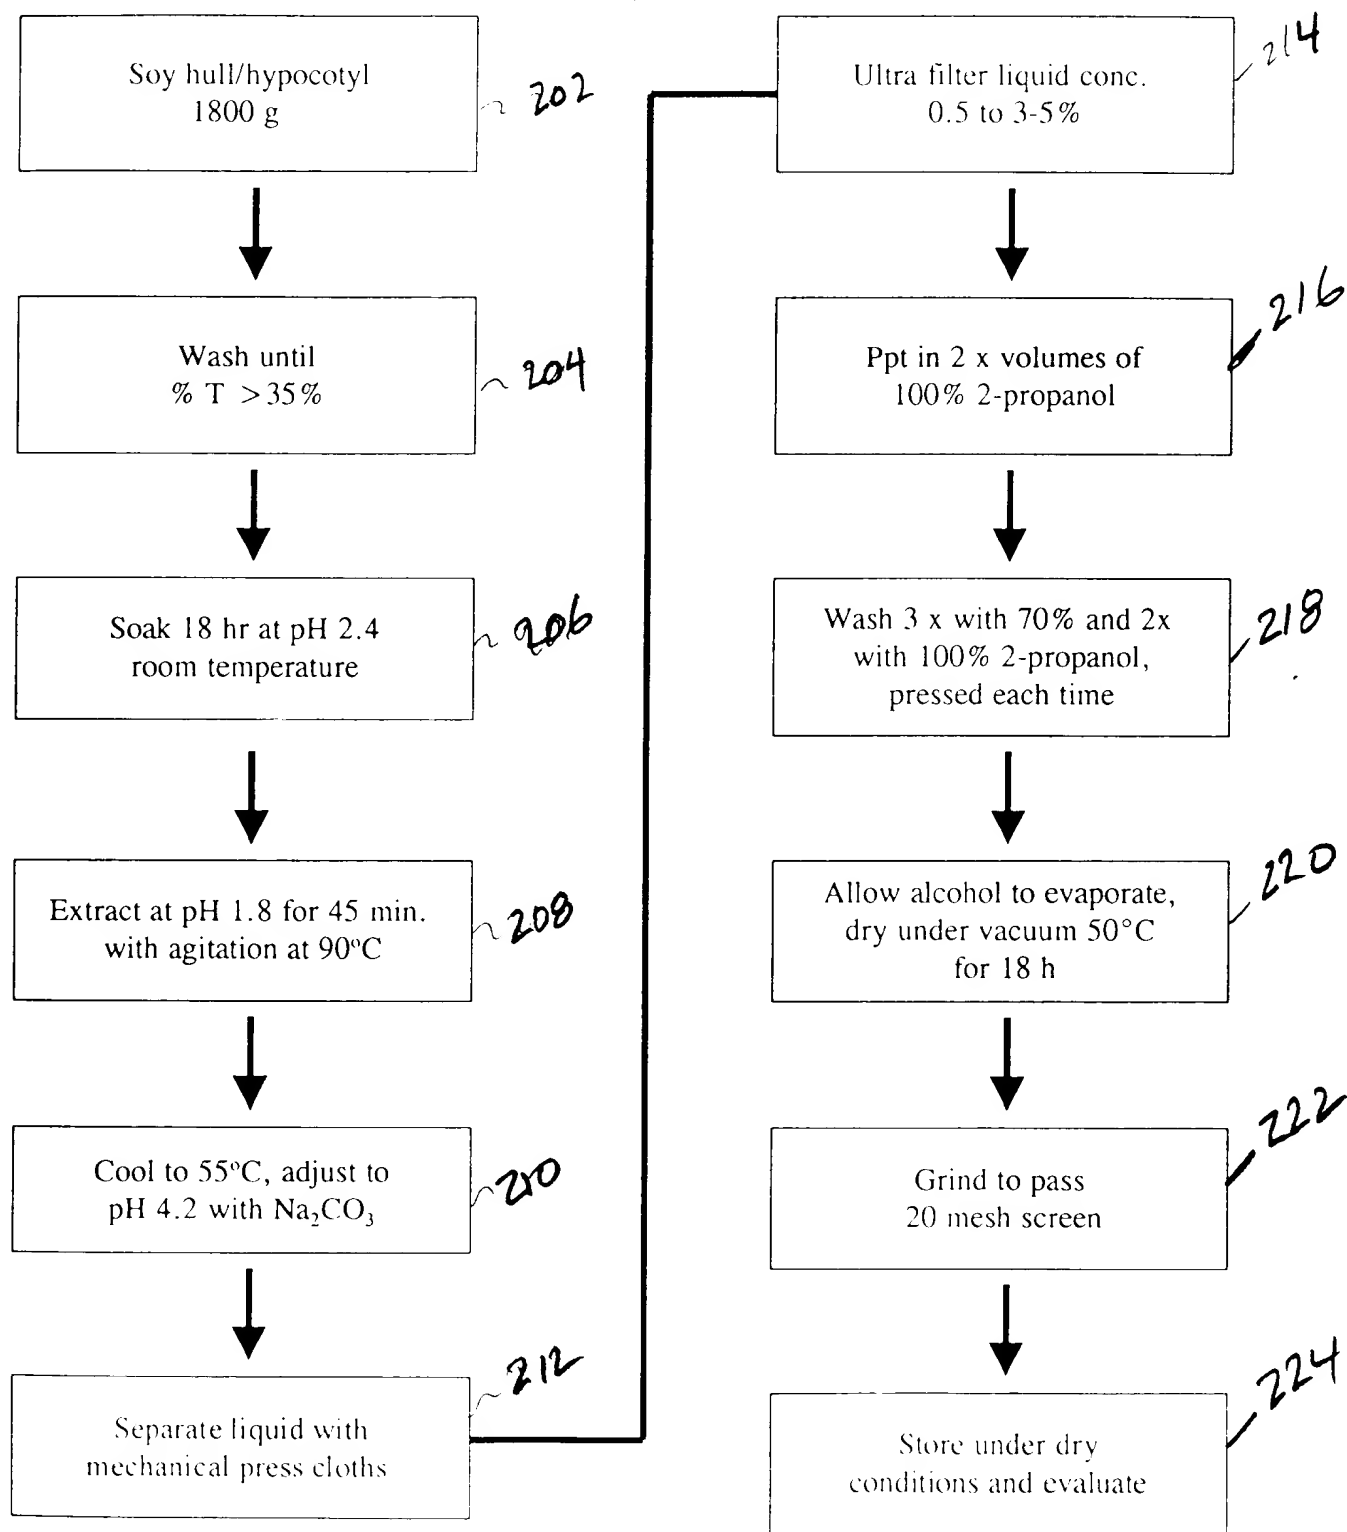 Soy hull/hypocotyl
1800 g
202
Wash until
% T >35%
204
Soak 18 hr at pH 2.4
room temperature
206
Extract at pH 1.8 for 45 min.
with agitation at 90°C
208
Cool to 55°C, adjust to
pH 4.2 with Na₂CO₃
210
212
Separate liquid with
mechanical press cloths
214
Ultra filter liquid conc.
0.5 to 3-5%
216
Ppt in 2 x volumes of
100% 2-propanol
Wash 3 x with 70% and 2x
with 100% 2-propanol,
pressed each time
218
220
Allow alcohol to evaporate,
dry under vacuum 50°C
for 18 h
222
Grind to pass
20 mesh screen
224
Store under dry
conditions and evaluate